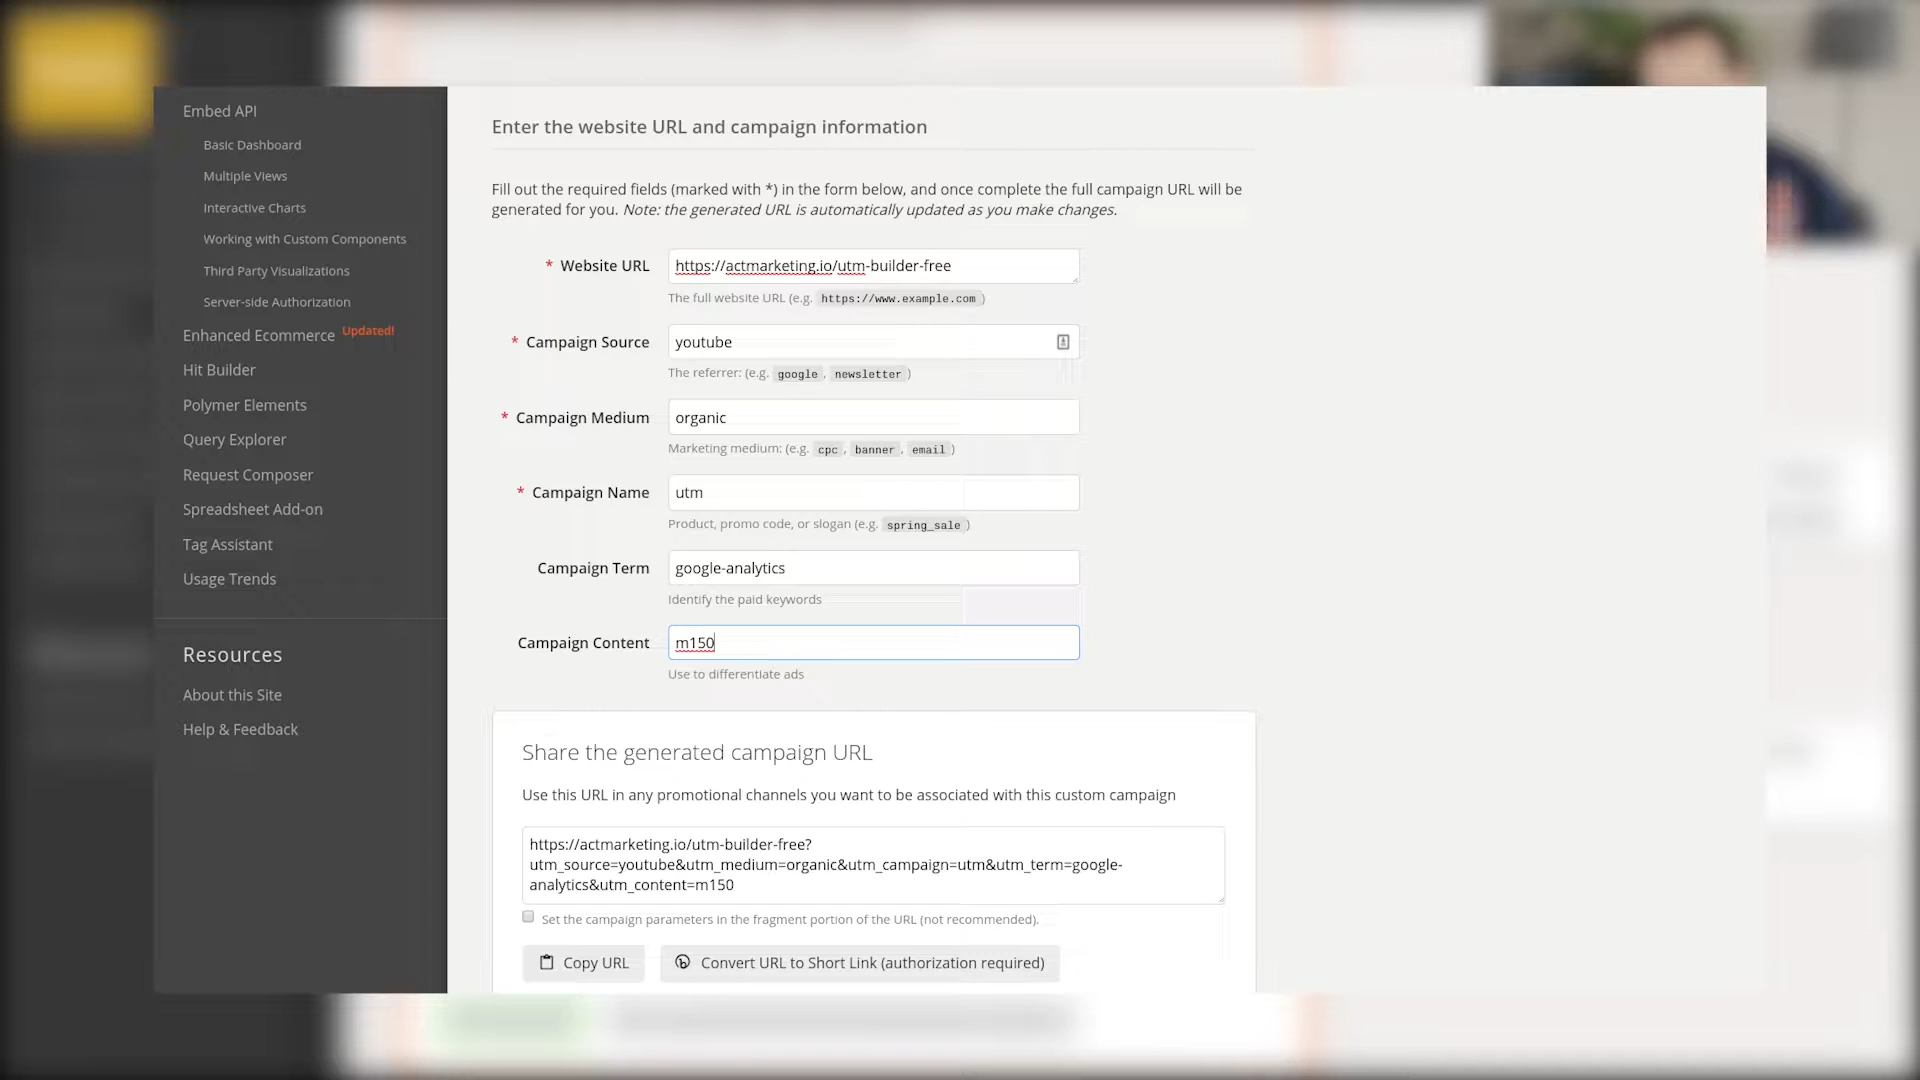 Embed API
Basic Dashboard
Multiple Views
Interactive Charts
Working with Custom Components
Third Party Visualizations
Server-side Authorization
Enhanced Ecommerce Updated!
Hit Builder
Polymer Elements
Query Explorer
Request Composer
Spreadsheet Add-on
Tag Assistant
Usage Trends
Resources
About this Site
Help & Feedback
Enter the website URL and campaign information
Fill out the required fields (marked with *) in the form below, and once complete the full campaign URL will be
generated for you. Note: the generated URL is automatically updated as you make changes.
* Website URL https://actmarketing.io/utm-builder-free
The full website URL (e.g. https://www.example.com )
* Campaign Source youtube
The referrer: (e.g. google , newsletter )
* Campaign Medium organic
Marketing medium: (e.g. cpc , banner , email )
* Campaign Name utm
Product, promo code, or slogan (e.g. spring_sale )
Campaign Term google-analytics
Identify the paid keywords
Campaign Content m150
Use to differentiate ads
Share the generated campaign URL
Use this URL in any promotional channels you want to be associated with this custom campaign
https://actmarketing.io/utm-builder-free?
utm_source=youtube&utm_medium=organic&utm_campaign=utm&utm_term=google-
analytics&utm_content=m150
Set the campaign parameters in the fragment portion of the URL (not recommended).
Copy URL Convert URL to Short Link (authorization required)